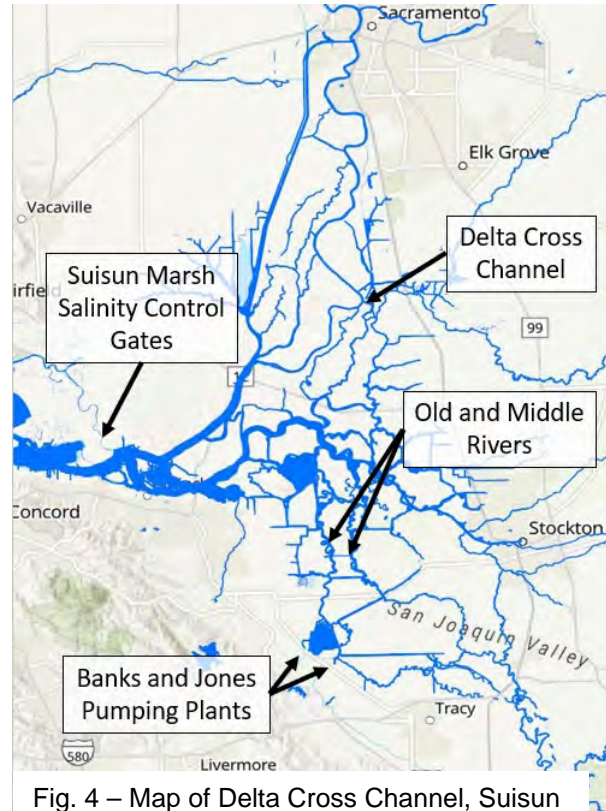 Sacramento
Elk Grove
Vacaville
Delta Cross
Channel
Suisun Marsh
Salinity Control
Gates
irfield
99
Old and Middle
Rivers
Concord
Stockton
San Joaquin Valley
Banks and Jones
Pumping Plants
Tracy
580
Livermore
Fig. 4 – Map of Delta Cross Channel, Suisun